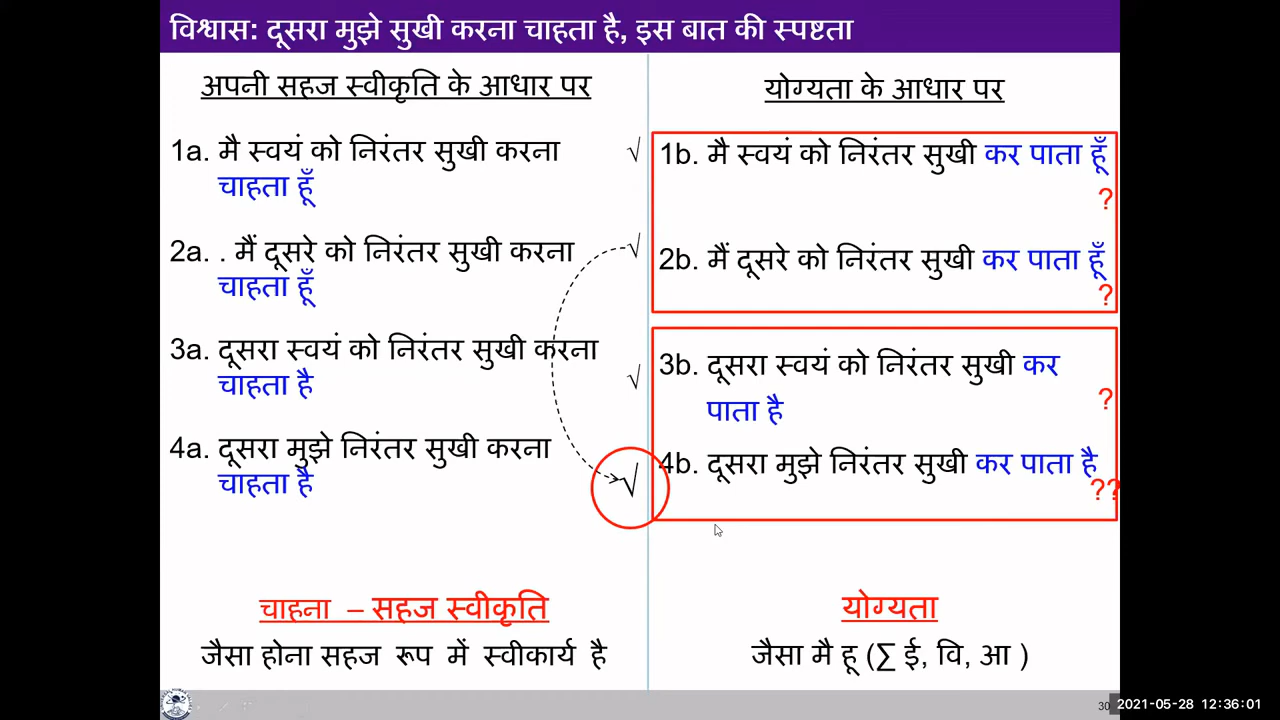 विश्वास: दूसरा मुझे सुखी करना चाहता है, इस बात की स्पष्टता
अपनी सहज स्वीकृति के आधार पर
1a. मै स्वयं को निरंतर सुखी करना √
चाहता हूँ
2a. . मैं दूसरे को निरंतर सुखी करना √
चाहता हूँ
3a. दूसरा स्वयं को निरंतर सुखी करना
चाहता है √
4a. दूसरा मुझे निरंतर सुखी करना
चाहता है √
चाहना – सहज स्वीकृति
जैसा होना सहज रूप में स्वीकार्य है
योग्यता के आधार पर
1b. मै स्वयं को निरंतर सुखी कर पाता हूँ
?
2b. मैं दूसरे को निरंतर सुखी कर पाता हूँ
?
3b. दूसरा स्वयं को निरंतर सुखी कर
पाता है ?
4b. दूसरा मुझे निरंतर सुखी कर पाता है
??
योग्यता
जैसा मै हू (∑ ई, वि, आ )
30
2021-05-28 12:36:01